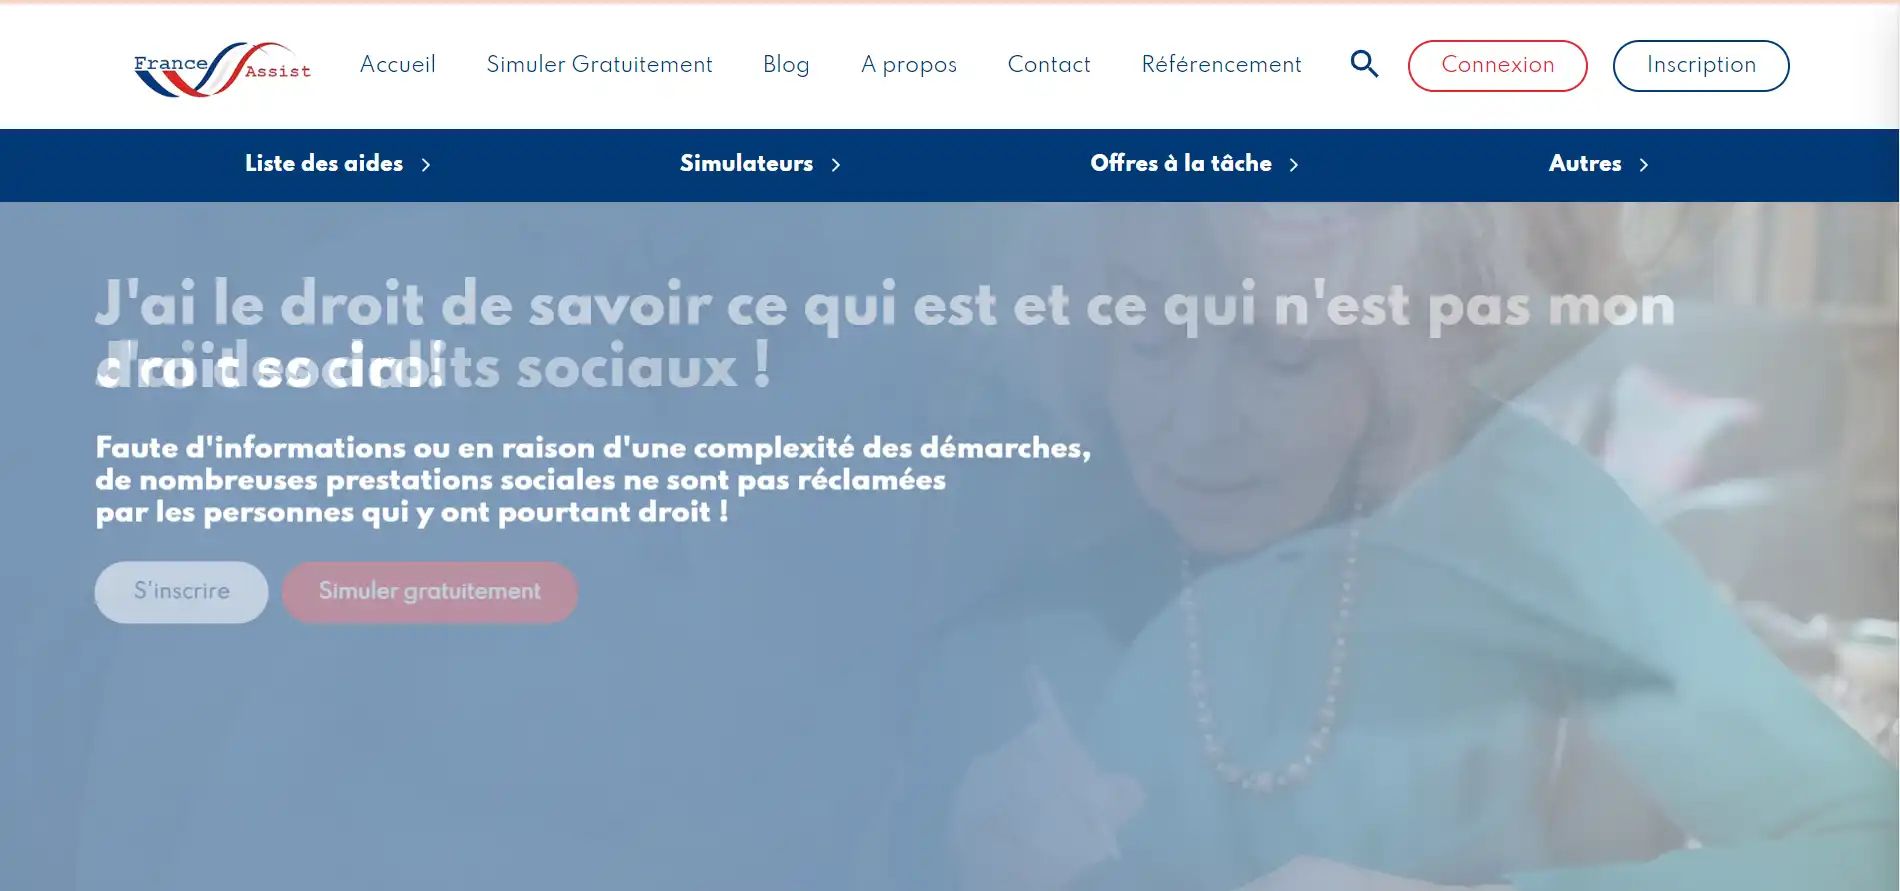 France Assist
Accueil
Simuler Gratuitement
Blog
A propos
Contact
Référencement
Connexion
Inscription
Liste des aides
Simulateurs
Offres à la tâche
Autres
J'ai le droit de savoir ce qui est et ce qui n'est pas mon
droit social!
droits sociaux !
Faute d'informations ou en raison d'une complexité des démarches,
de nombreuses prestations sociales ne sont pas réclamées
par les personnes qui y ont pourtant droit !
S'inscrire
Simuler gratuitement